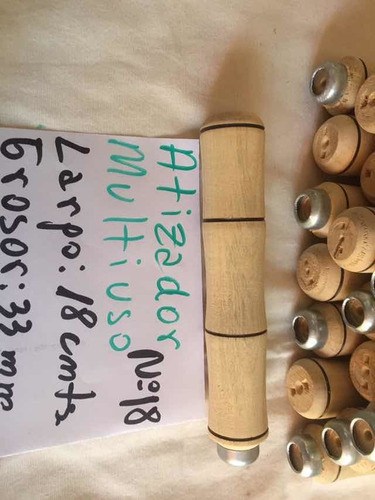 Atizador
Multiuso
Nº18
Largo: 18 cmts
Grosor: 33 mm